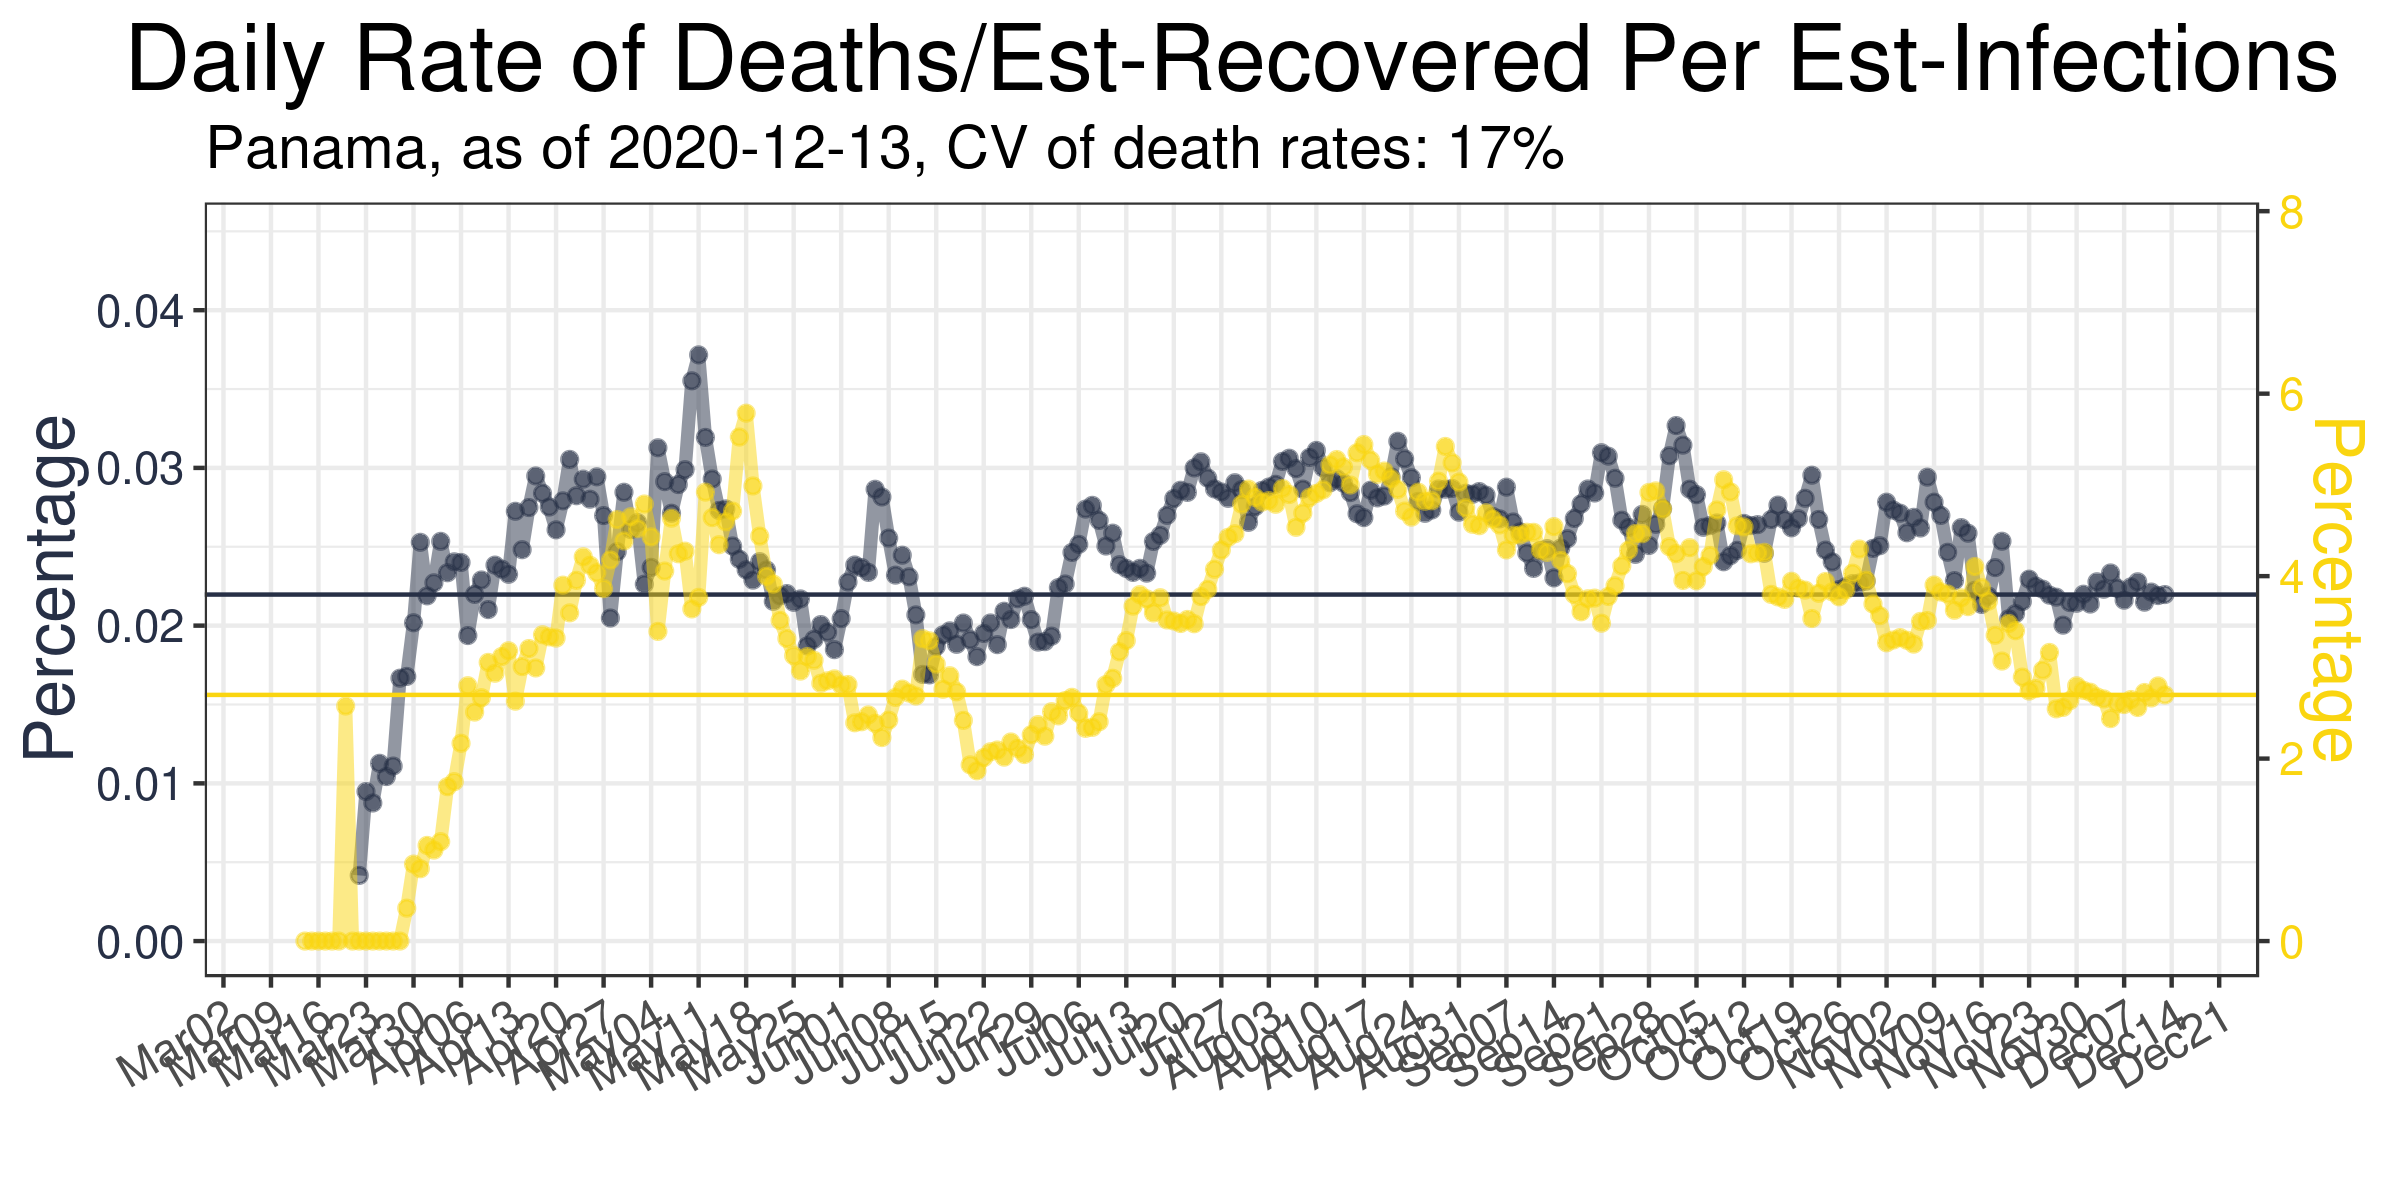 Daily Rate of Deaths/Est-Recovered Per Est-Infections
Panama, as of 2020-12-13, CV of death rates: 17%
Percentage
0.04
0.03
0.02
0.01
0.00
8
6
4
2
0
Percentage
Mar02
Mar09
Mar16
Mar23
Mar30
Apr06
Apr13
Apr20
Apr27
May04
May11
May18
May25
Jun01
Jun08
Jun15
Jun22
Jun29
Jul06
Jul13
Jul20
Jul27
Aug03
Aug10
Aug17
Aug24
Aug31
Sep07
Sep14
Sep21
Sep28
Oct05
Oct12
Oct19
Oct26
Nov02
Nov09
Nov16
Nov23
Nov30
Dec07
Dec14
Dec21